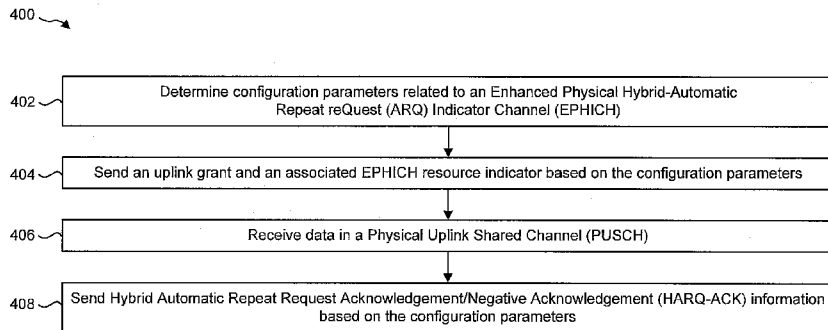 400
402
Determine configuration parameters related to an Enhanced Physical Hybrid-Automatic
Repeat reQuest (ARQ) Indicator Channel (EPHICH)
404
Send an uplink grant and an associated EPHICH resource indicator based on the configuration parameters
406
Receive data in a Physical Uplink Shared Channel (PUSCH)
408
Send Hybrid Automatic Repeat Request Acknowledgement/Negative Acknowledgement (HARQ-ACK) information
based on the configuration parameters